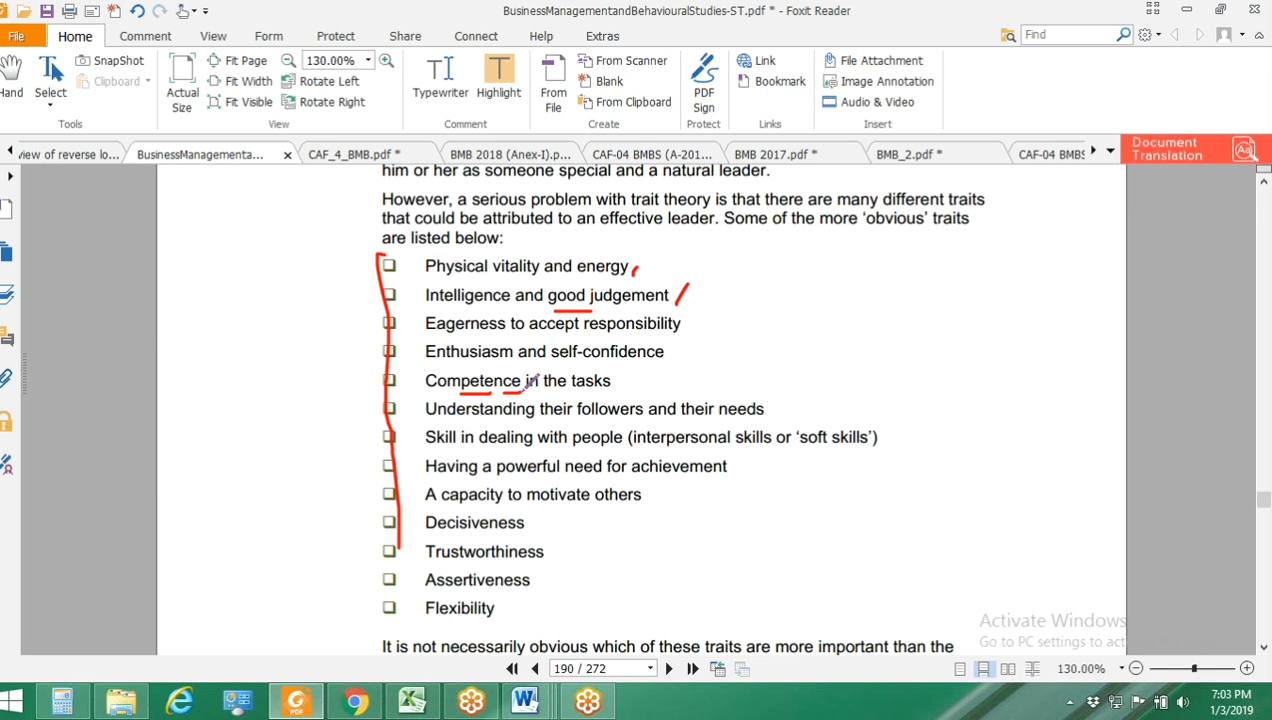 BusinessManagementandBehaviouralStudies-ST.pdf * - Foxit Reader
File Home Comment View Form Protect Share Connect Help Extras Find
Hand Select SnapShot Clipboard Actual Size Fit Page Fit Width Fit Visible 130.00% Rotate Left Rotate Right Typewriter Highlight From File From Scanner Blank From Clipboard PDF Sign Link Bookmark File Attachment Image Annotation Audio & Video
Tools View Comment Create Protect Links Insert
view of reverse lo... BusinessManagementa... CAF_4_BMB.pdf * BMB 2018 (Anex-I).p... CAF-04 BMBS (A-201... BMB 2017.pdf * BMB_2.pdf * CAF-04 BMBS Document Translation
him or her as someone special and a natural leader.
However, a serious problem with trait theory is that there are many different traits
that could be attributed to an effective leader. Some of the more ‘obvious’ traits
are listed below:
Physical vitality and energy
Intelligence and good judgement
Eagerness to accept responsibility
Enthusiasm and self-confidence
Competence in the tasks
Understanding their followers and their needs
Skill in dealing with people (interpersonal skills or ‘soft skills’)
Having a powerful need for achievement
A capacity to motivate others
Decisiveness
Trustworthiness
Assertiveness
Flexibility
Activate Windows
Go to PC settings to act
It is not necessarily obvious which of these traits are more important than the
190 / 272 130.00%
7:03 PM
1/3/2019